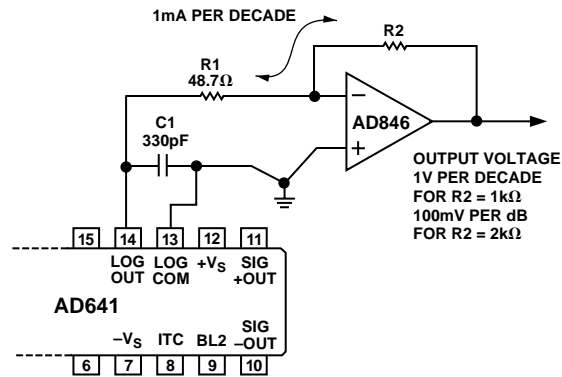 1mA PER DECADE
R2
R1
48.7Ω
C1
330pF
−
+
AD846
OUTPUT VOLTAGE
1V PER DECADE
FOR R2 = 1kΩ
100mV PER dB
FOR R2 = 2kΩ
15 14 13 12 11
LOG OUT
LOG COM
+VS
SIG +OUT
AD641
−VS
ITC
BL2
SIG −OUT
6 7 8 9 10